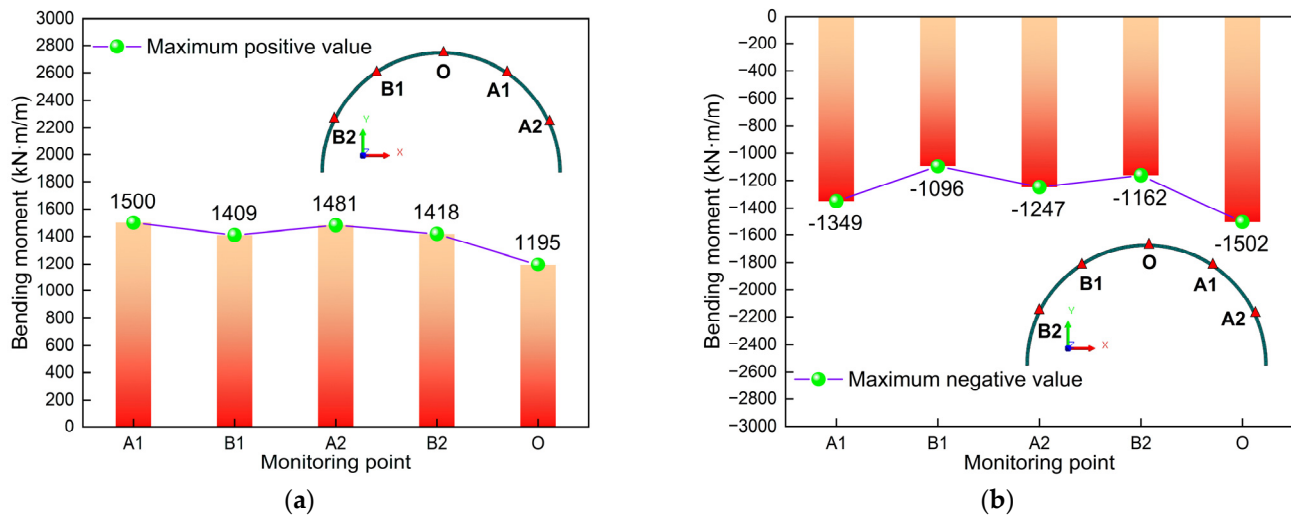 3000
2800
2600
2400
2200
2000
1800
1600
1400
1200
1000
800
600
400
200
0
Bending moment (kN·m/m)
Maximum positive value
O
B1
A1
B2
A2
Y
Z
X
1500
1409
1481
1418
1195
A1 B1 A2 B2 O
Monitoring point
(a)
0
−200
−400
−600
−800
−1000
−1200
−1400
−1600
−1800
−2000
−2200
−2400
−2600
−2800
−3000
Bending moment (kN·m/m)
-1349
-1096
-1247
-1162
-1502
O
B1
A1
B2
A2
Y
Z
X
Maximum negative value
A1 B1 A2 B2 O
Monitoring point
(b)